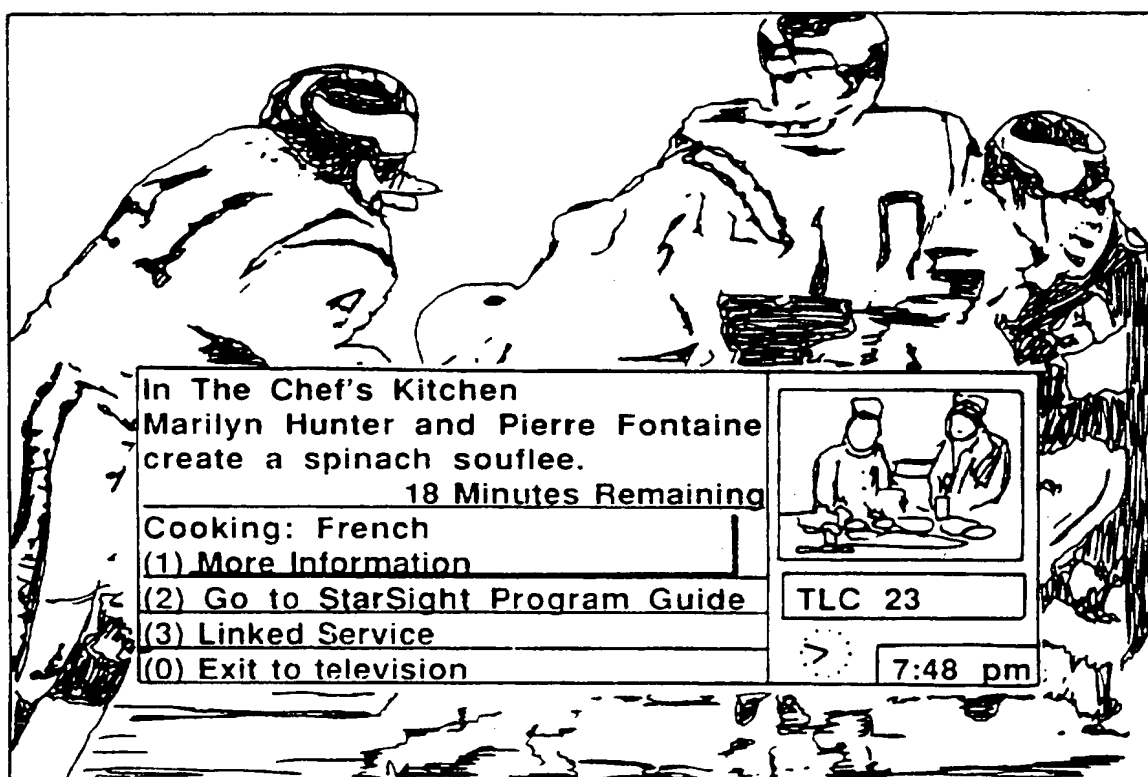 In The Chef's Kitchen
Marilyn Hunter and Pierre Fontaine
create a spinach souflee.
18 Minutes Remaining
Cooking: French
(1) More Information
(2) Go to StarSight Program Guide
(3) Linked Service
(0) Exit to television
TLC 23
7:48 pm